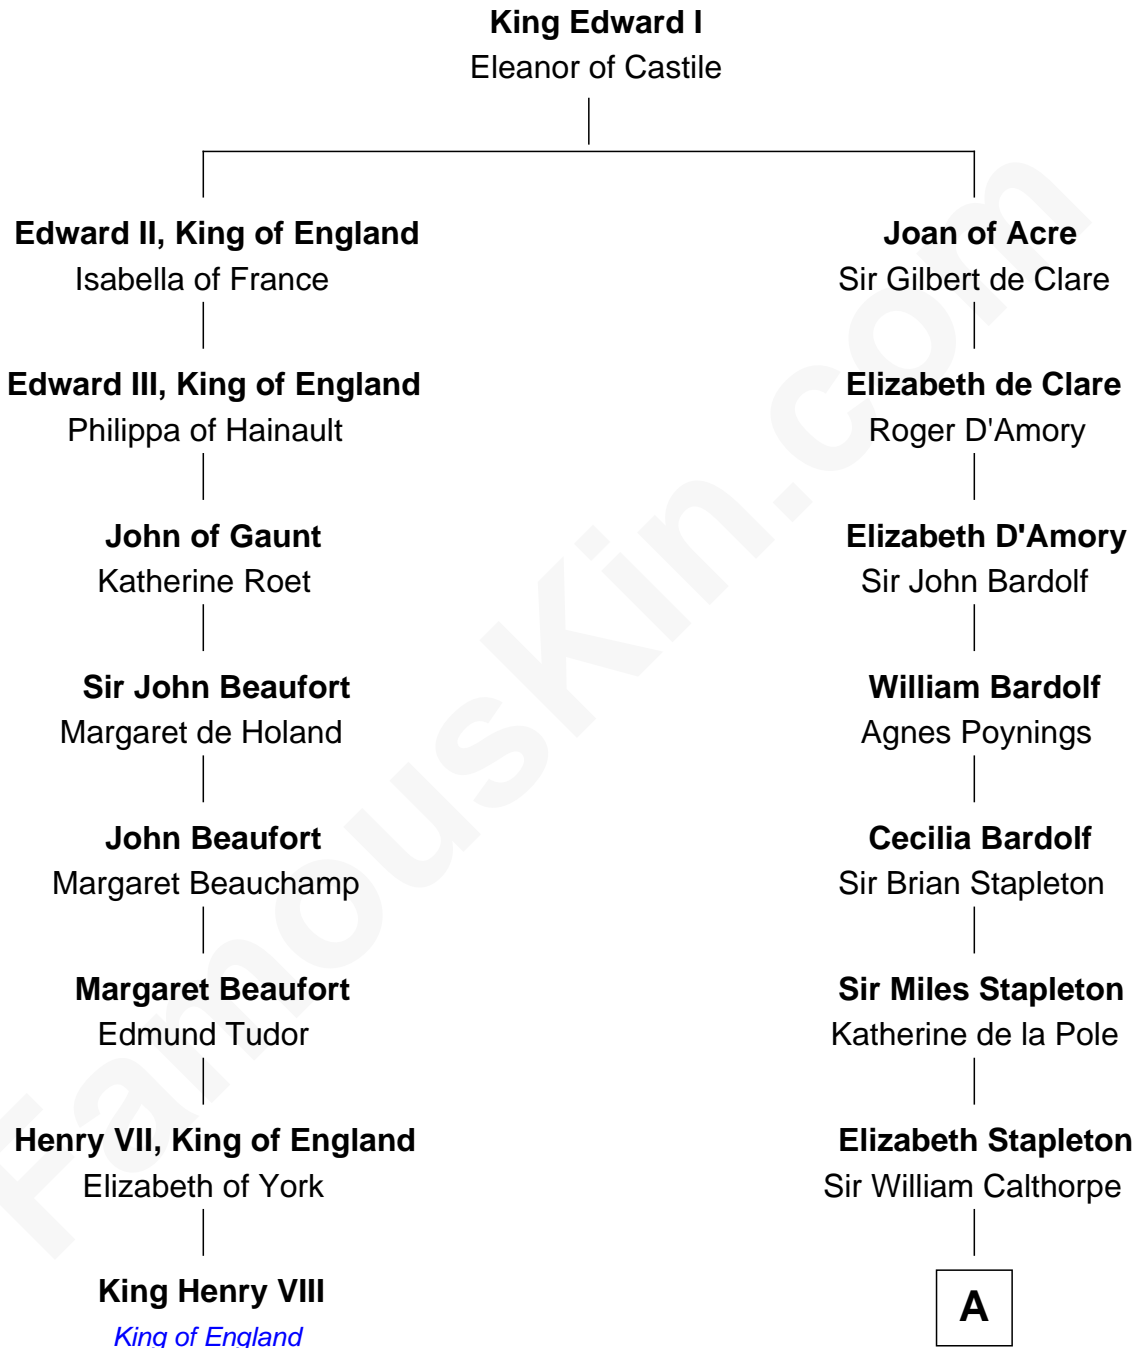 King Edward I
Eleanor of Castile
Edward II, King of England
Isabella of France
Joan of Acre
Sir Gilbert de Clare
Edward III, King of England
Philippa of Hainault
Elizabeth de Clare
Roger D'Amory
John of Gaunt
Katherine Roet
Elizabeth D'Amory
Sir John Bardolf
Sir John Beaufort
Margaret de Holand
William Bardolf
Agnes Poynings
John Beaufort
Margaret Beauchamp
Cecilia Bardolf
Sir Brian Stapleton
Margaret Beaufort
Edmund Tudor
Sir Miles Stapleton
Katherine de la Pole
Henry VII, King of England
Elizabeth of York
Elizabeth Stapleton
Sir William Calthorpe
King Henry VIII
King of England
A
FamousKin.com